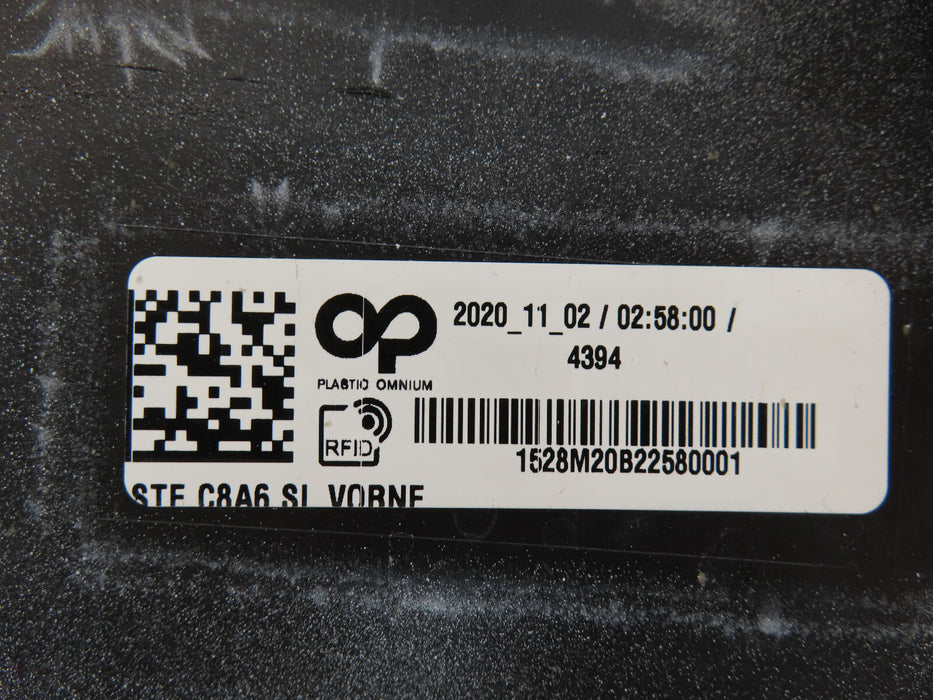 2020_11_02 / 02:58:00 /
4394
PLASTIC OMNIUM
RFID
1528M20B22580001
STF C8A6 SL VORNE